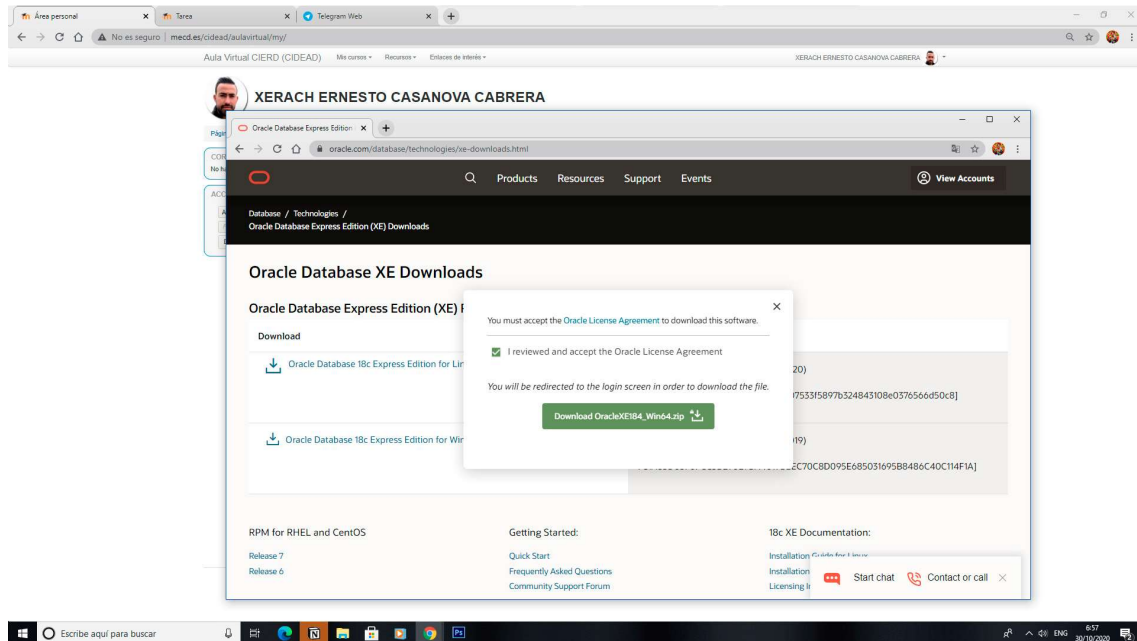 Área personal
Tarea
Telegram Web
No es seguro | mecd.es/cidead/aulavirtual/my/
Aula Virtual CIERD (CIDEAD)
Mis cursos
Recursos
Enlaces de interés
XERACH ERNESTO CASANOVA CABRERA
XERACH ERNESTO CASANOVA CABRERA
Oracle Database Express Edition
oracle.com/database/technologies/xe-downloads.html
Products
Resources
Support
Events
View Accounts
Database / Technologies /
Oracle Database Express Edition (XE) Downloads
Oracle Database XE Downloads
Oracle Database Express Edition (XE)
Download
You must accept the Oracle License Agreement to download this software.
I reviewed and accept the Oracle License Agreement
You will be redirected to the login screen in order to download the file.
Download OracleXE184_Win64.zip
Oracle Database 18c Express Edition for Lin
20)
7533f5897b324843108e0376566d50c8]
Oracle Database 18c Express Edition for Win
19)
C70C8D095E685031695B8486C40C114F1A]
RPM for RHEL and CentOS
Release 7
Release 6
Getting Started:
Quick Start
Frequently Asked Questions
Community Support Forum
18c XE Documentation:
Installation Guide for Linux
Installation
Licensing
Start chat
Contact or call
Escribe aquí para buscar
Ps
ENG
6:57
30/10/2020